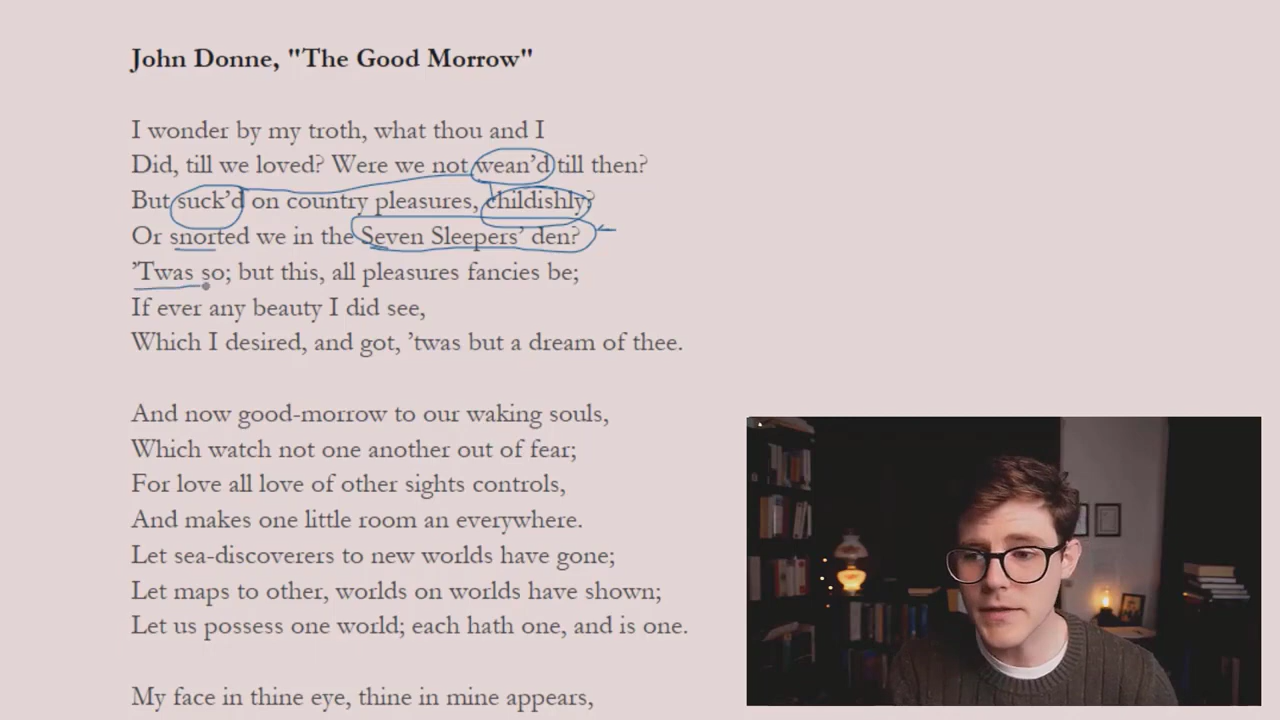 John Donne, "The Good Morrow"
I wonder by my troth, what thou and I
Did, till we loved? Were we not wean’d till then?
But suck’d on country pleasures, childishly?
Or snorted we in the Seven Sleepers’ den?
’Twas so; but this, all pleasures fancies be;
If ever any beauty I did see,
Which I desired, and got, ’twas but a dream of thee.
And now good-morrow to our waking souls,
Which watch not one another out of fear;
For love all love of other sights controls,
And makes one little room an everywhere.
Let sea-discoverers to new worlds have gone;
Let maps to other, worlds on worlds have shown;
Let us possess one world; each hath one, and is one.
My face in thine eye, thine in mine appears,